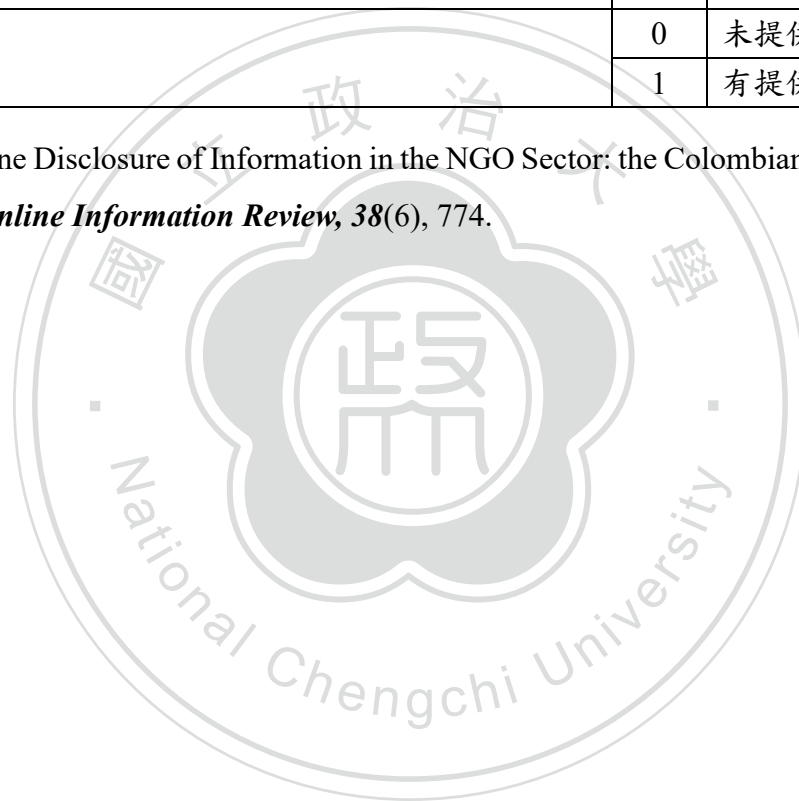 0 未提供
1 有提供
ne Disclosure of Information in the NGO Sector: the Colombian
nline Information Review, 38(6), 774.
國立政治大學
政
National Chengchi University